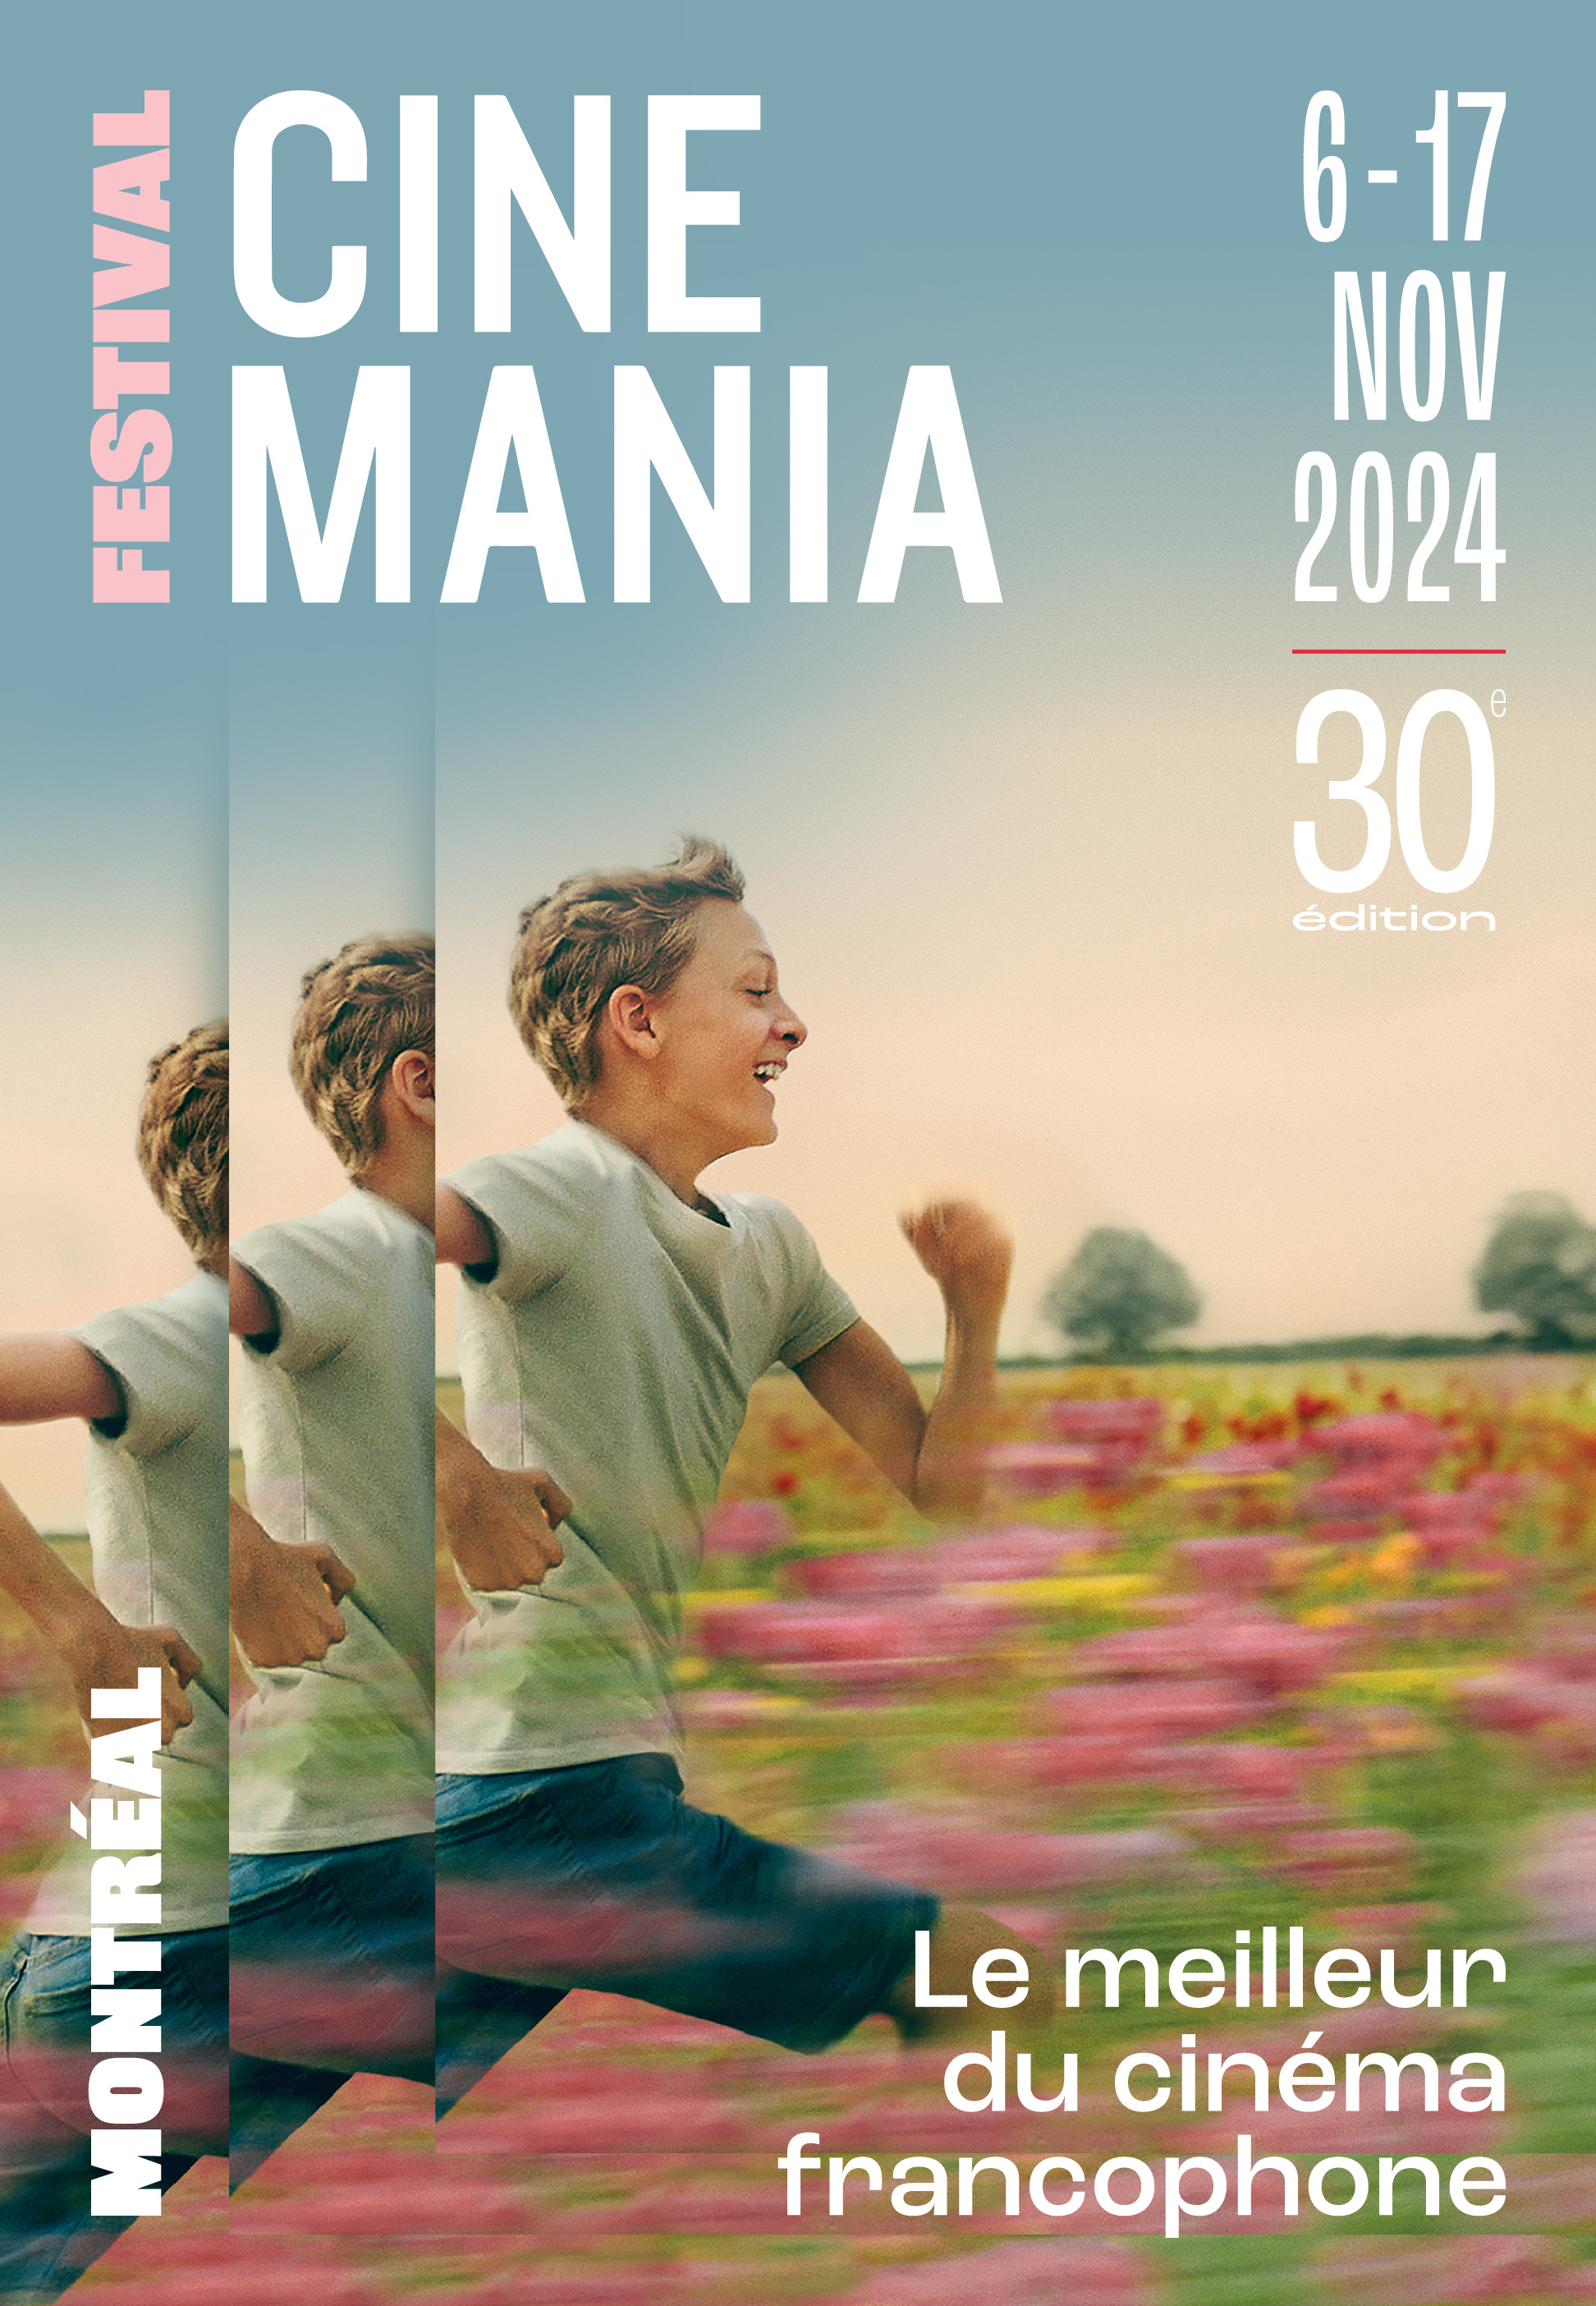 FESTIVAL
CINE
MANIA
6-17
NOV
2024
30e
édition
MONTRÉAL
Le meilleur
du cinéma
francophone